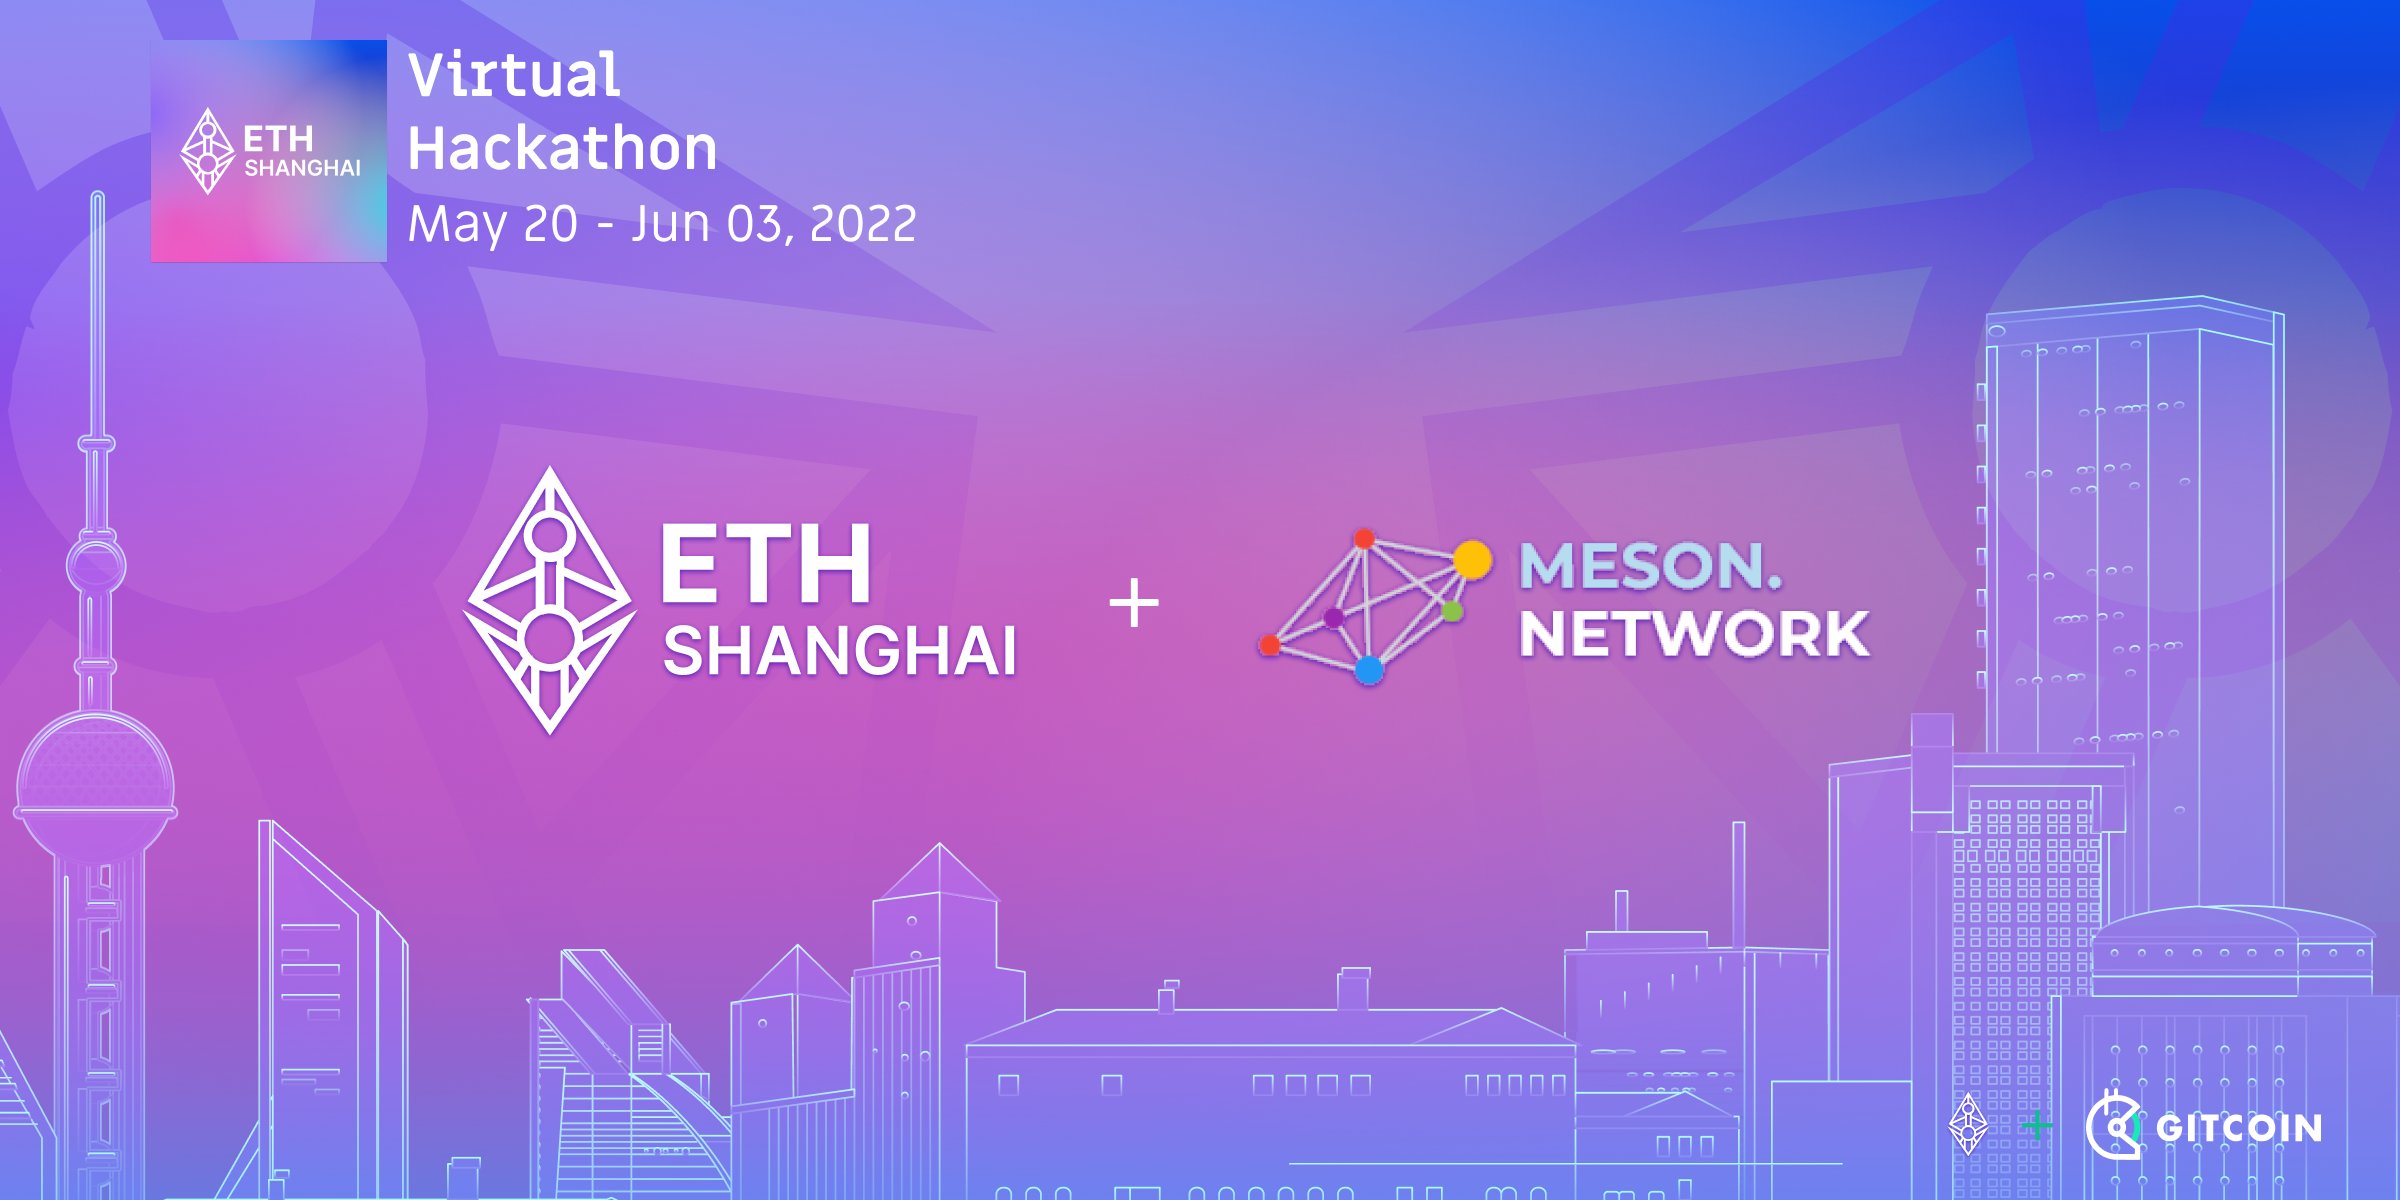 ETH
SHANGHAI
Virtual
Hackathon
May 20 - Jun 03, 2022
ETH
SHANGHAI
+
MESON.
NETWORK
+
GITCOIN